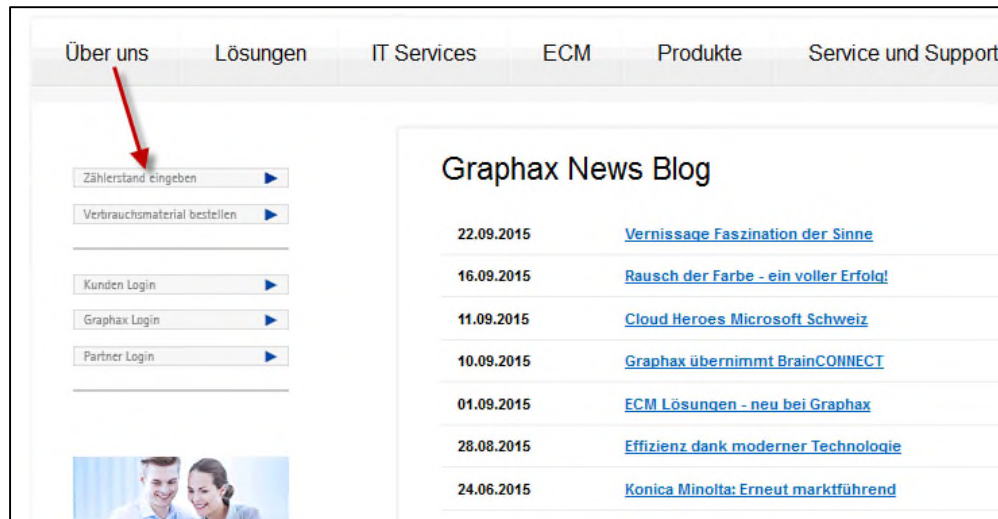 Über uns Lösungen IT Services ECM Produkte Service und Support
Zählerstand eingeben
Verbrauchsmaterial bestellen
Kunden Login
Graphax Login
Partner Login
Graphax News Blog
22.09.2015 Vernissage Faszination der Sinne
16.09.2015 Rausch der Farbe - ein voller Erfolg!
11.09.2015 Cloud Heroes Microsoft Schweiz
10.09.2015 Graphax übernimmt BrainCONNECT
01.09.2015 ECM Lösungen - neu bei Graphax
28.08.2015 Effizienz dank moderner Technologie
24.06.2015 Konica Minolta: Erneut marktführend